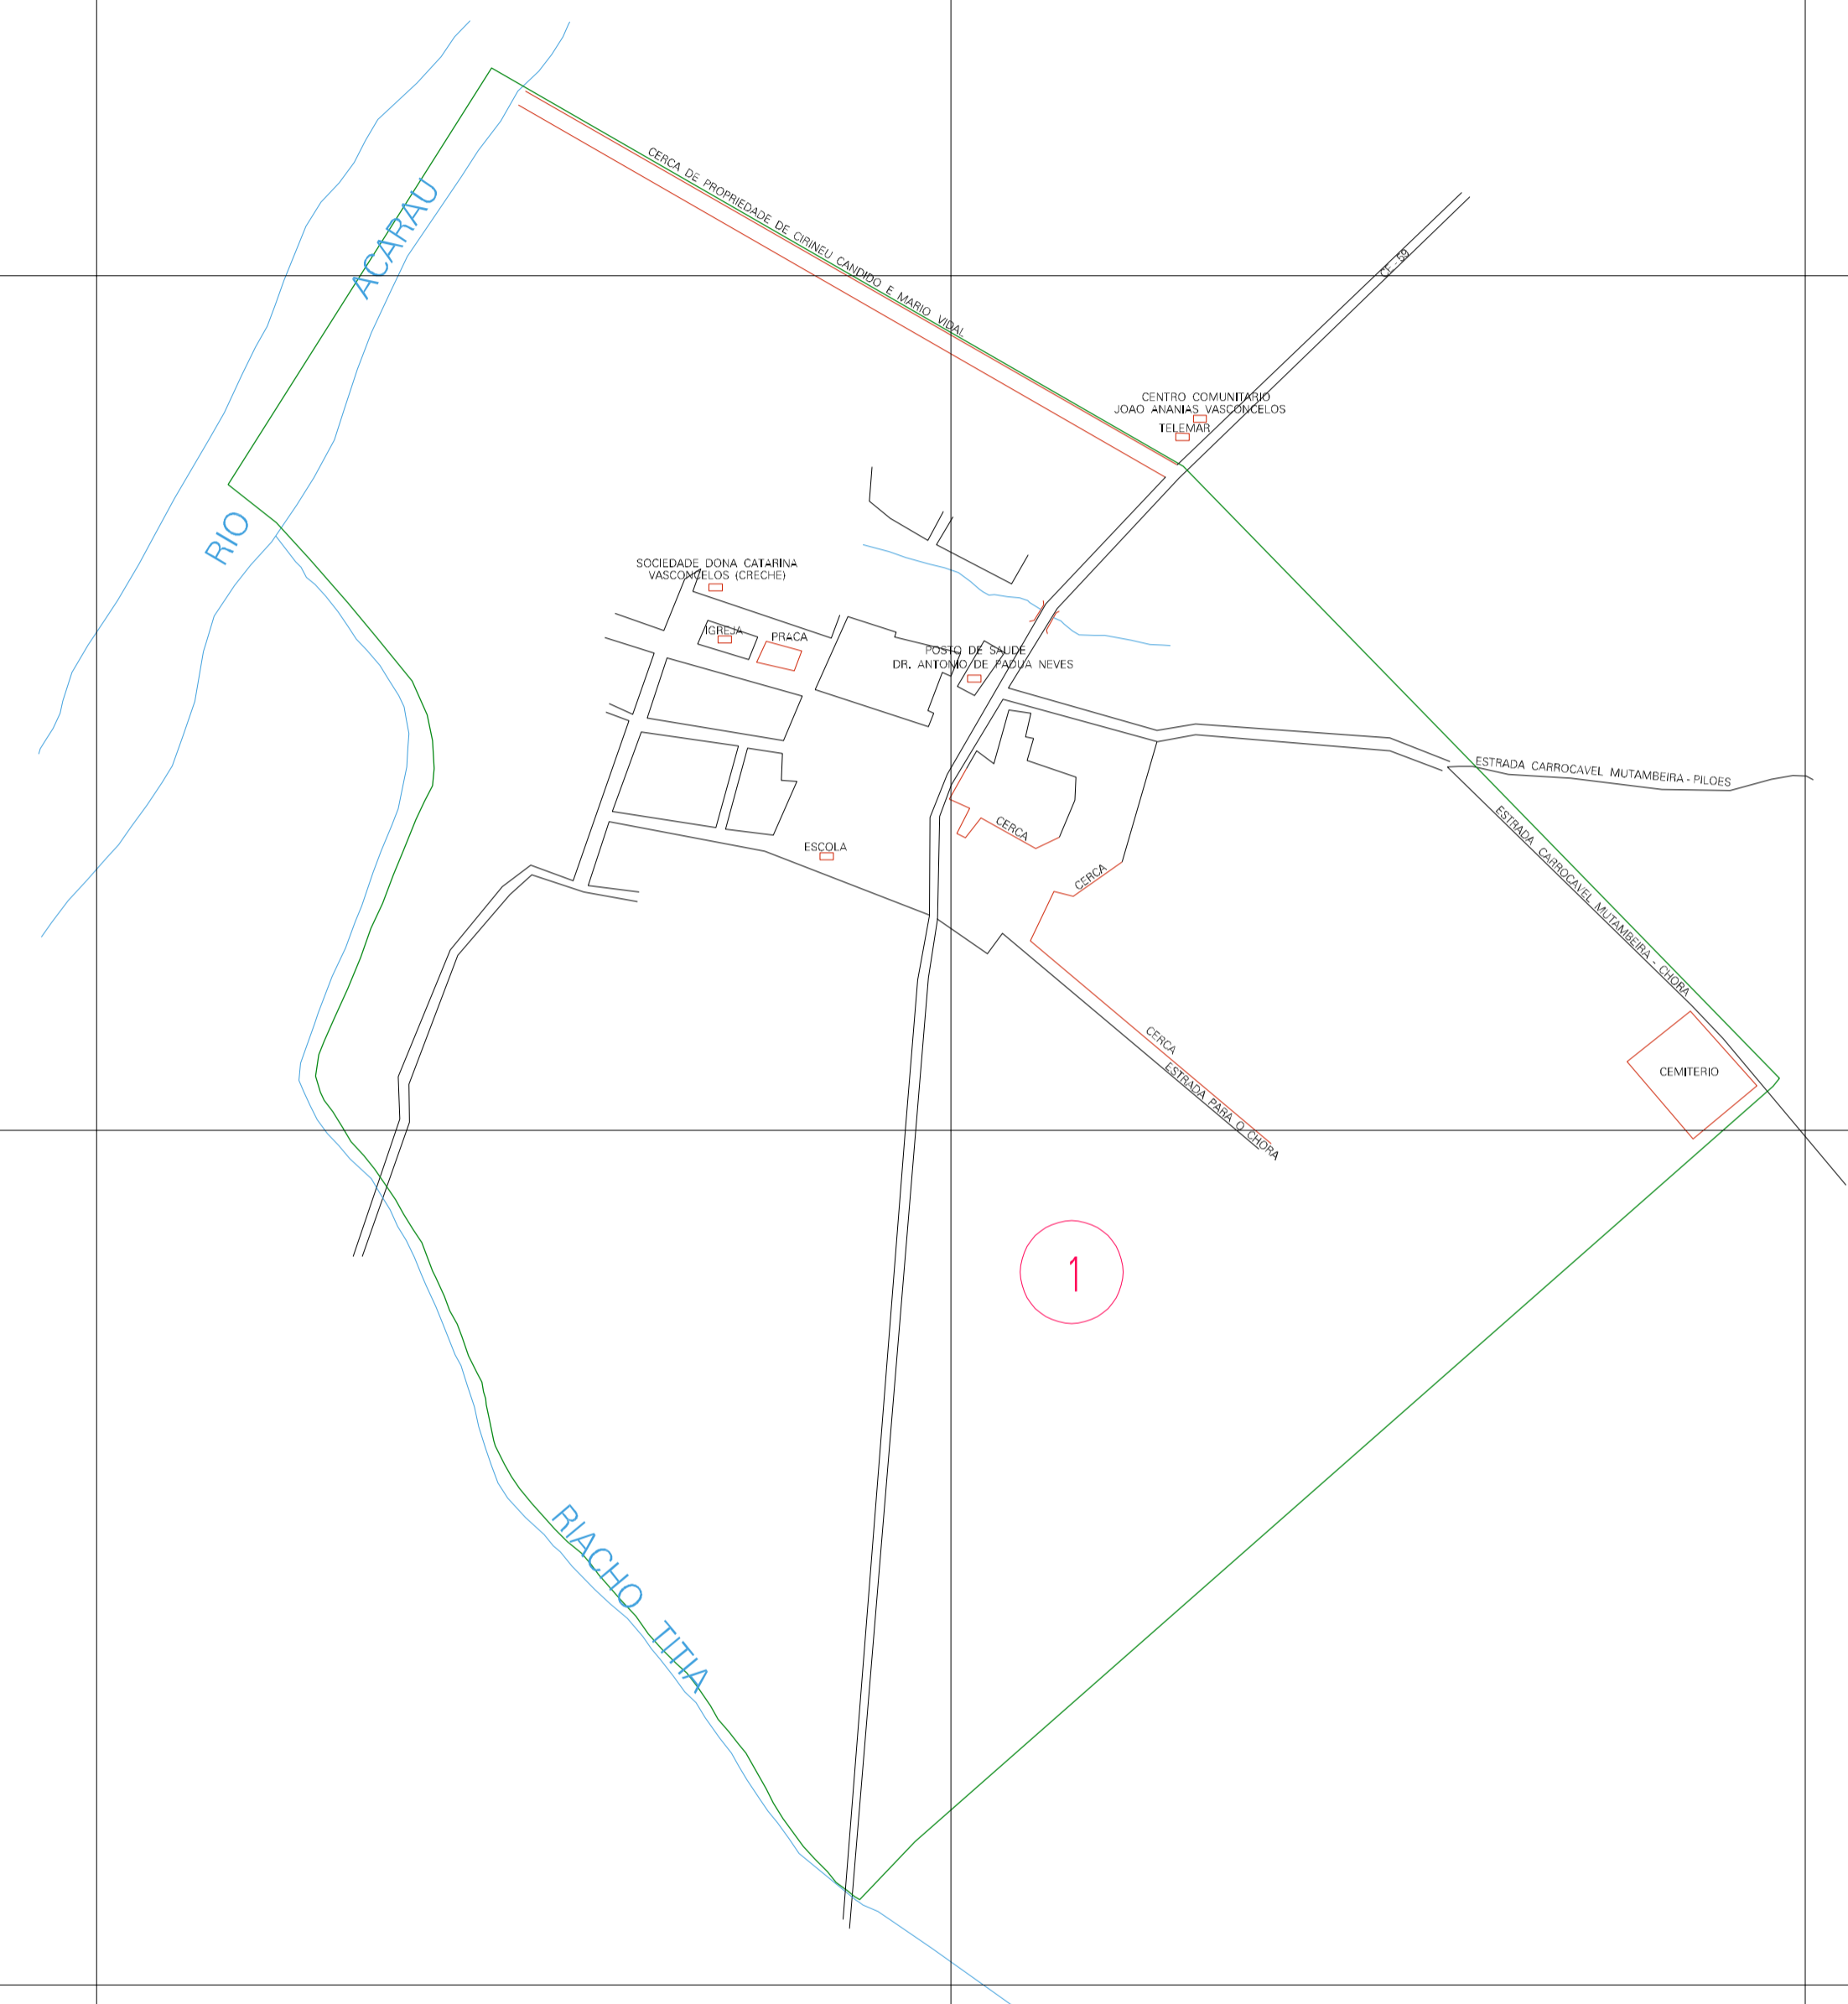 CERCA DE PROPRIEDADE DE CIRINEU CANDIDO E MARIO VIDAL
ACARAU
CE - 69
CENTRO COMUNITARIO
JOAO ANANIAS VASCONCELOS
TELEMAR
RIO
SOCIEDADE DONA CATARINA
VASCONCELOS (CRECHE)
IGREJA
PRACA
POSTO DE SAUDE
DR. ANTONIO DE PADUA NEVES
ESTRADA CARROCAVEL MUTAMBEIRA - PILOES
ESTRADA CARROCAVEL MUTAMBEIRA - CHORA
CERCA
ESCOLA
CERCA
CERCA
ESTRADA PARA O CHORA
CEMITERIO
1
RIACHO TITIA